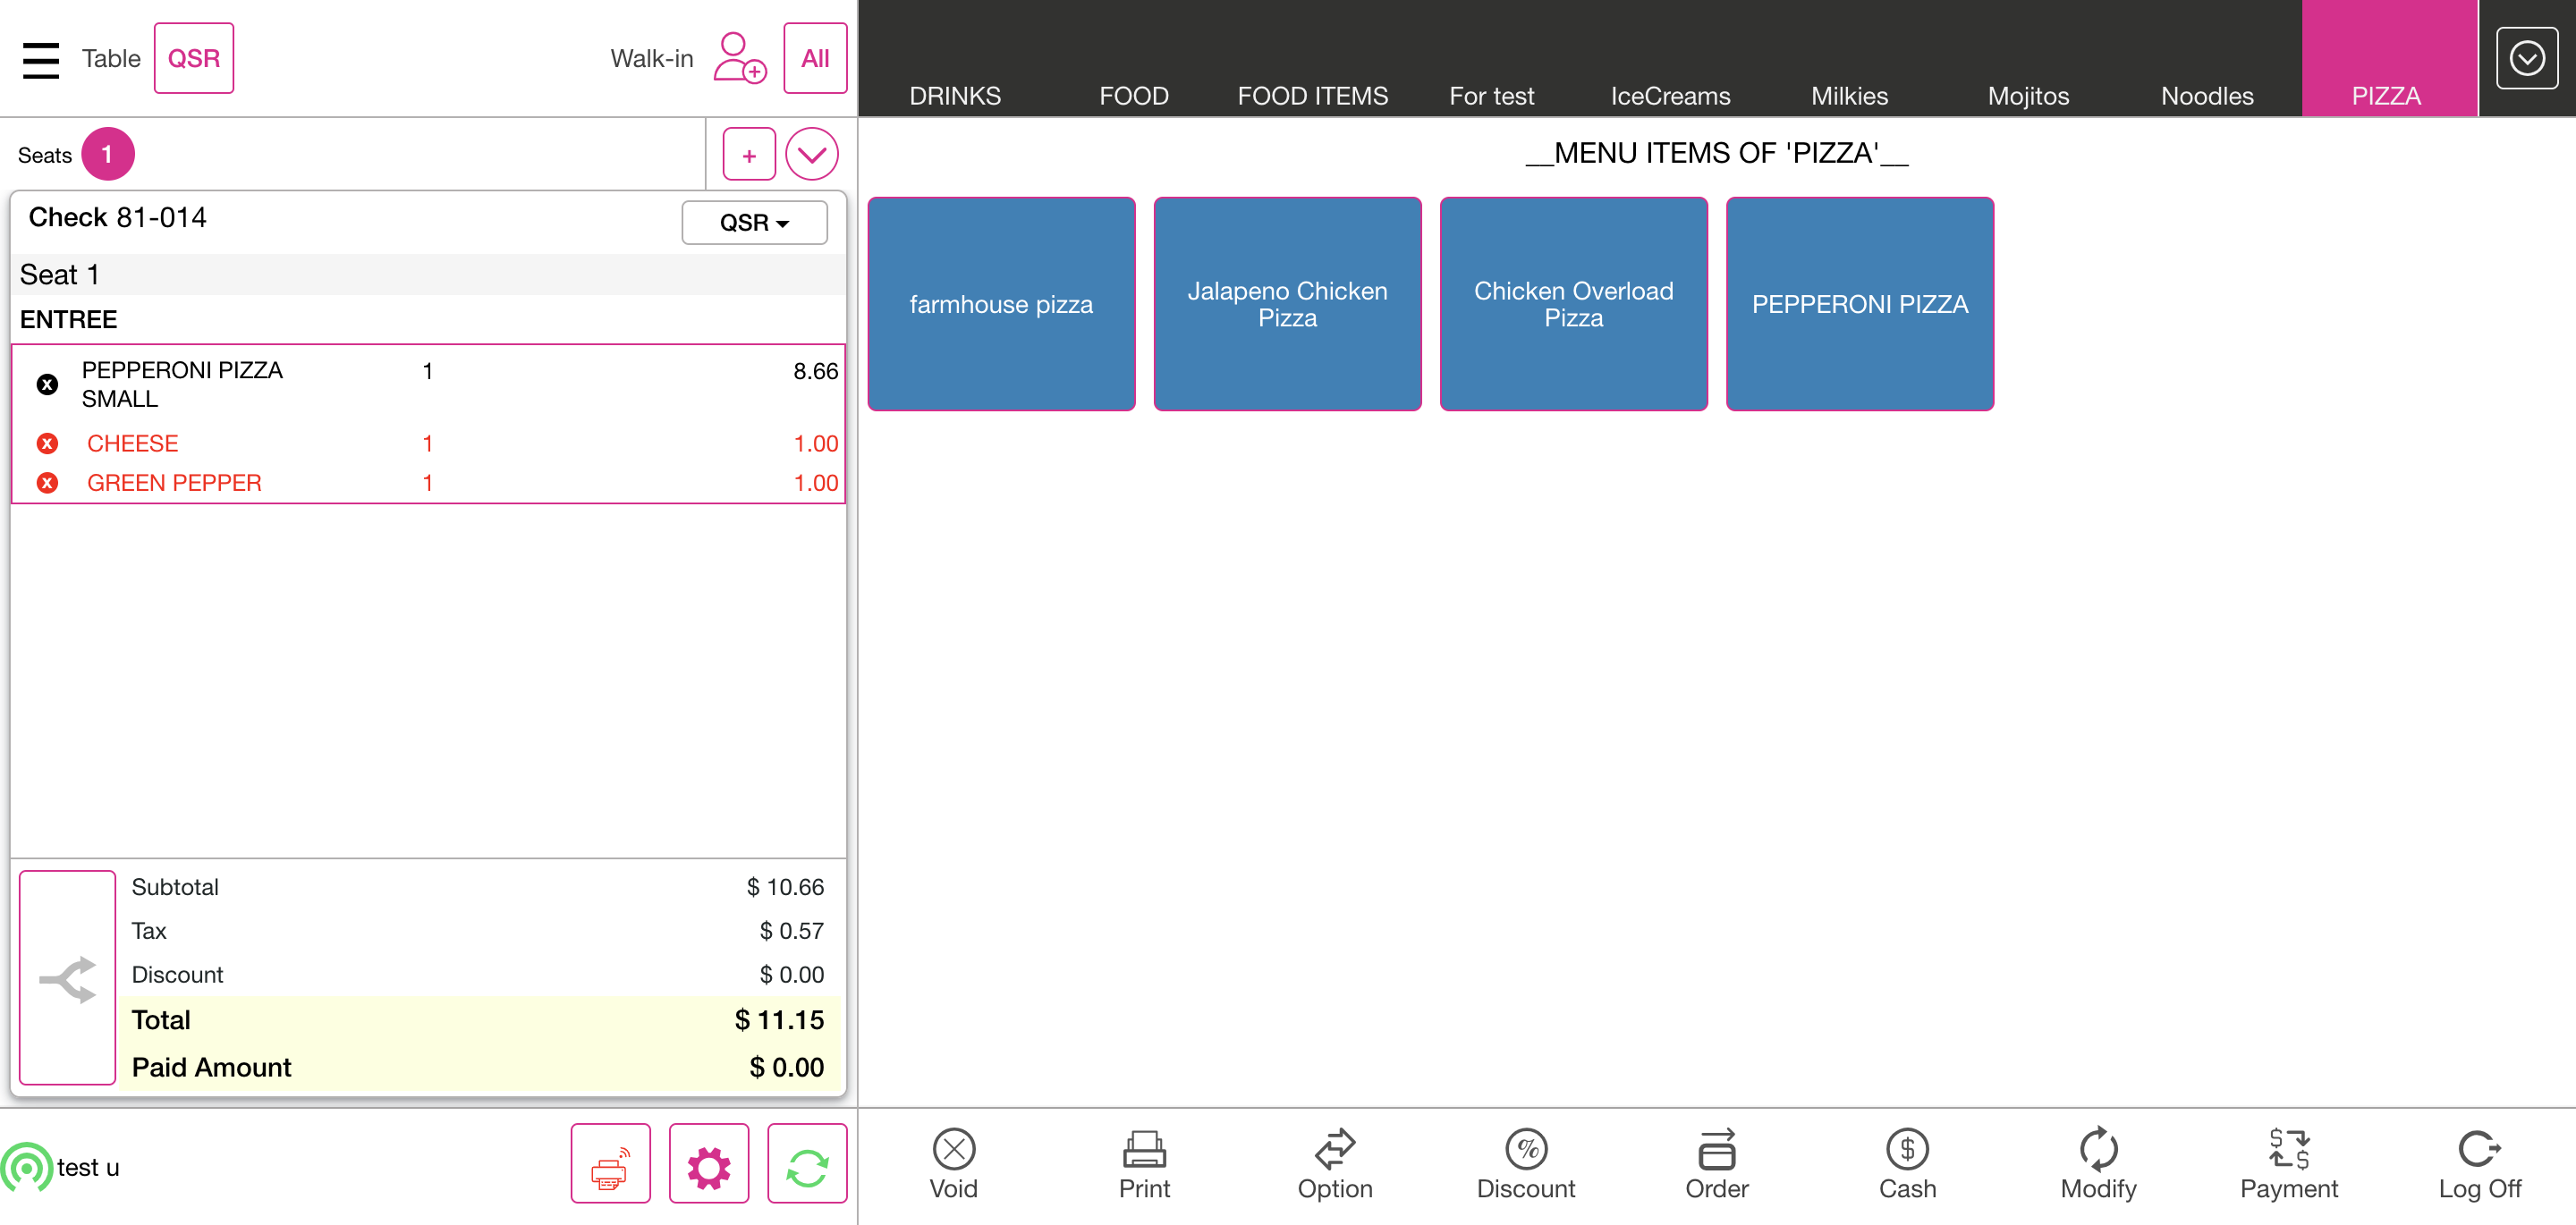 Table QSR Walk-in All
DRINKS FOOD FOOD ITEMS For test IceCreams Milkies Mojitos Noodles PIZZA
Seats 1 +
__MENU ITEMS OF 'PIZZA'__
Check 81-014 QSR
Seat 1
ENTREE
PEPPERONI PIZZA 1 8.66
SMALL
x CHEESE 1 1.00
x GREEN PEPPER 1 1.00
farmhouse pizza
Jalapeno Chicken
Pizza
Chicken Overload
Pizza
PEPPERONI PIZZA
Subtotal $ 10.66
Tax $ 0.57
Discount $ 0.00
Total $ 11.15
Paid Amount $ 0.00
test u
Void Print Option Discount Order Cash Modify Payment Log Off